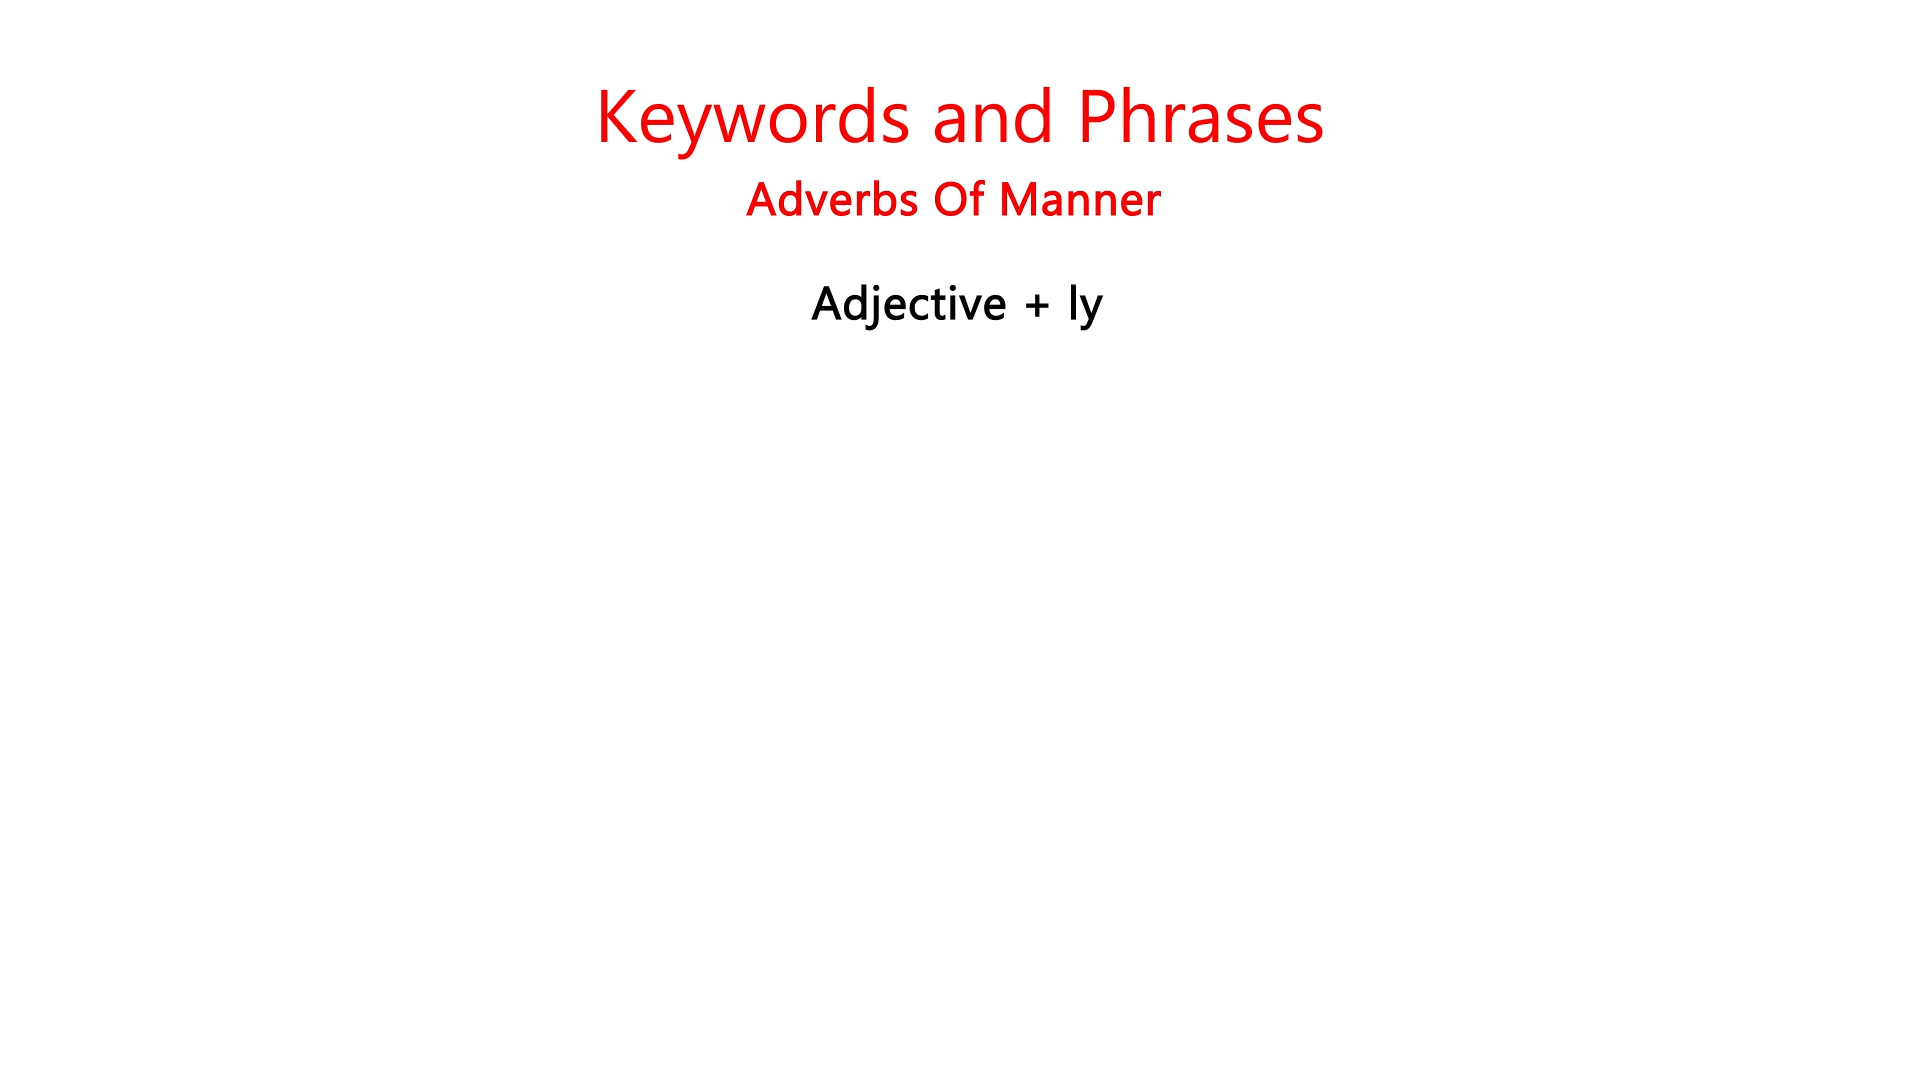 Keywords and Phrases
Adverbs Of Manner
Adjective + ly